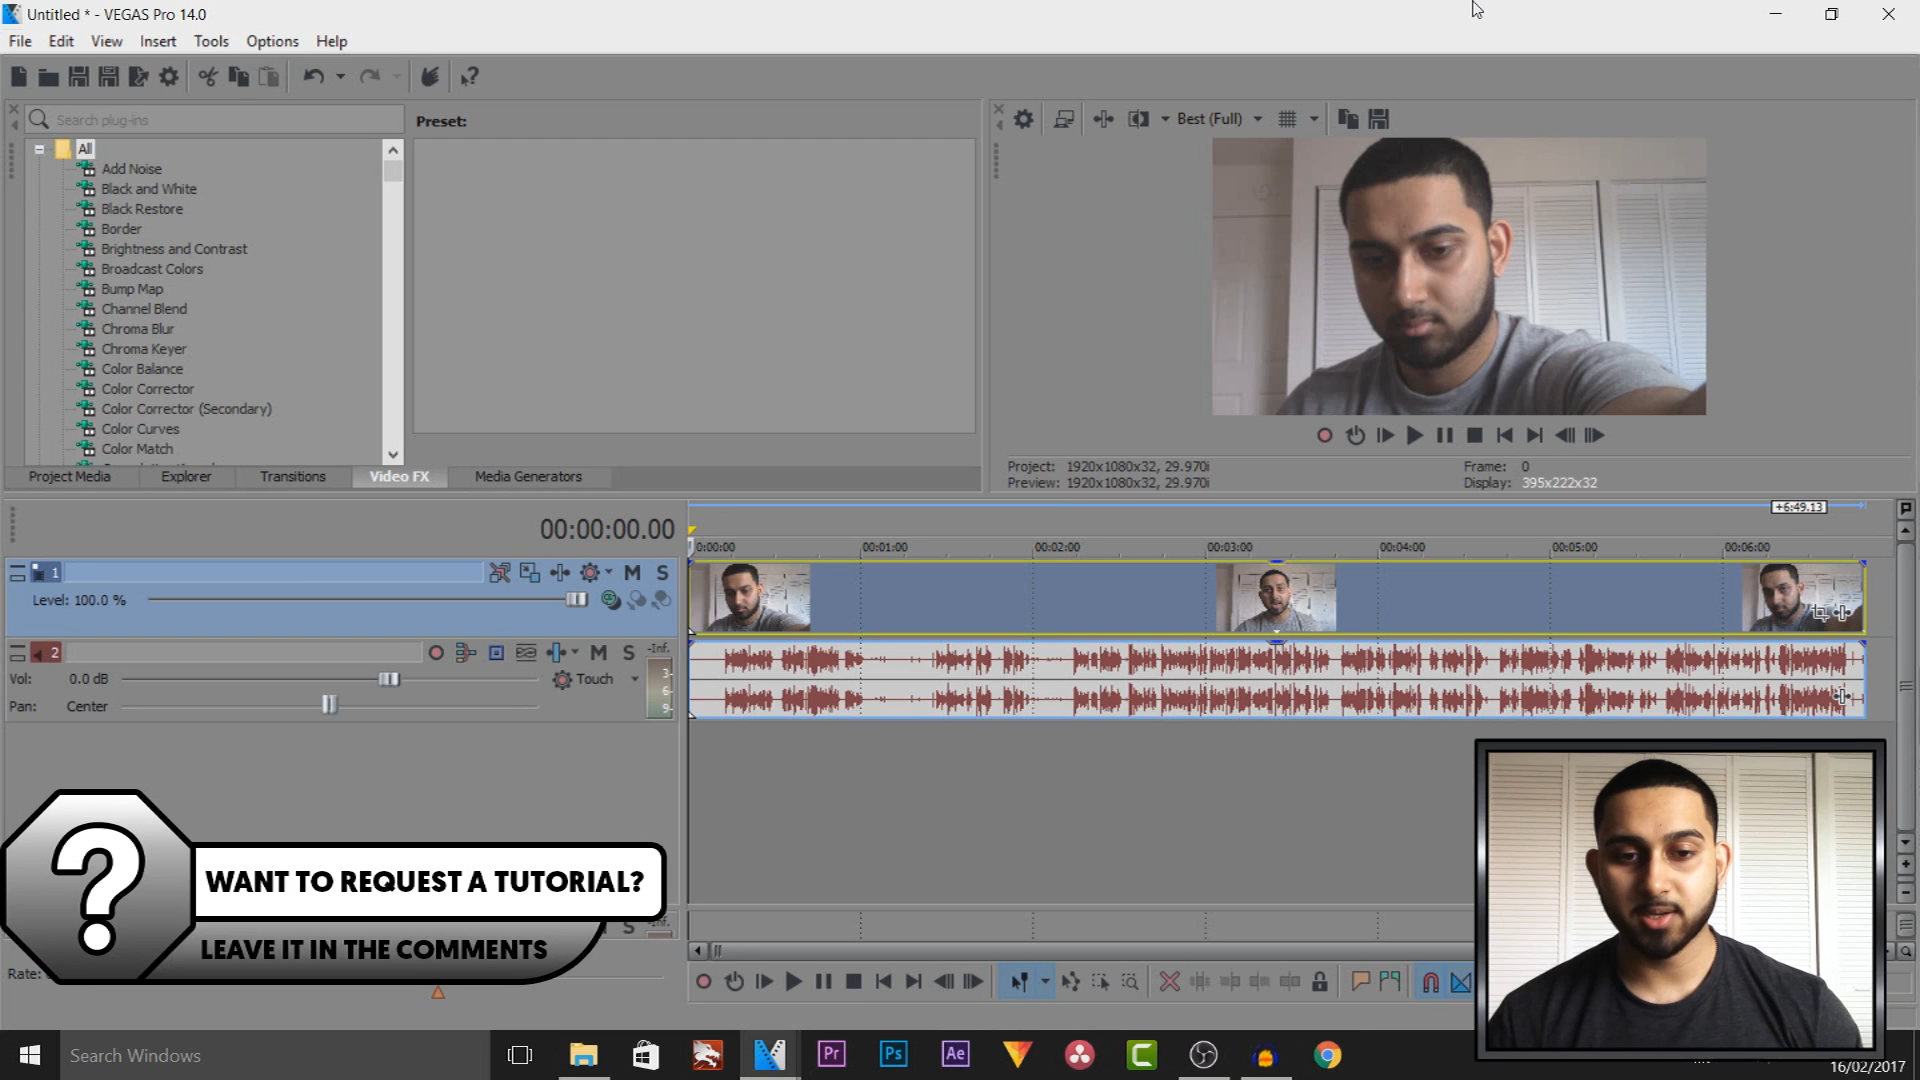 Untitled * - VEGAS Pro 14.0
File Edit View Insert Tools Options Help
Search plug-ins
Preset:
Best (Full)
All
Add Noise
Black and White
Black Restore
Border
Brightness and Contrast
Broadcast Colors
Bump Map
Channel Blend
Chroma Blur
Chroma Keyer
Color Balance
Color Corrector
Color Corrector (Secondary)
Color Curves
Color Match
Project Media Explorer Transitions Video FX Media Generators
Project: 1920x1080x32, 29.970i
Frame: 0
Preview: 1920x1080x32, 29.970i
Display: 395x222x32
+6:49.13
00:00:00.00
0:00:00 00:01:00 00:02:00 00:03:00 00:04:00 00:05:00 00:06:00
1 M S
Level: 100.0 %
2 M S -Inf.
Vol: 0.0 dB Touch 3-
6-
Pan: Center 9-
WANT TO REQUEST A TUTORIAL?
S -Inf.
LEAVE IT IN THE COMMENTS
Rate:
Search Windows
Pr Ps Ae
16/02/2017